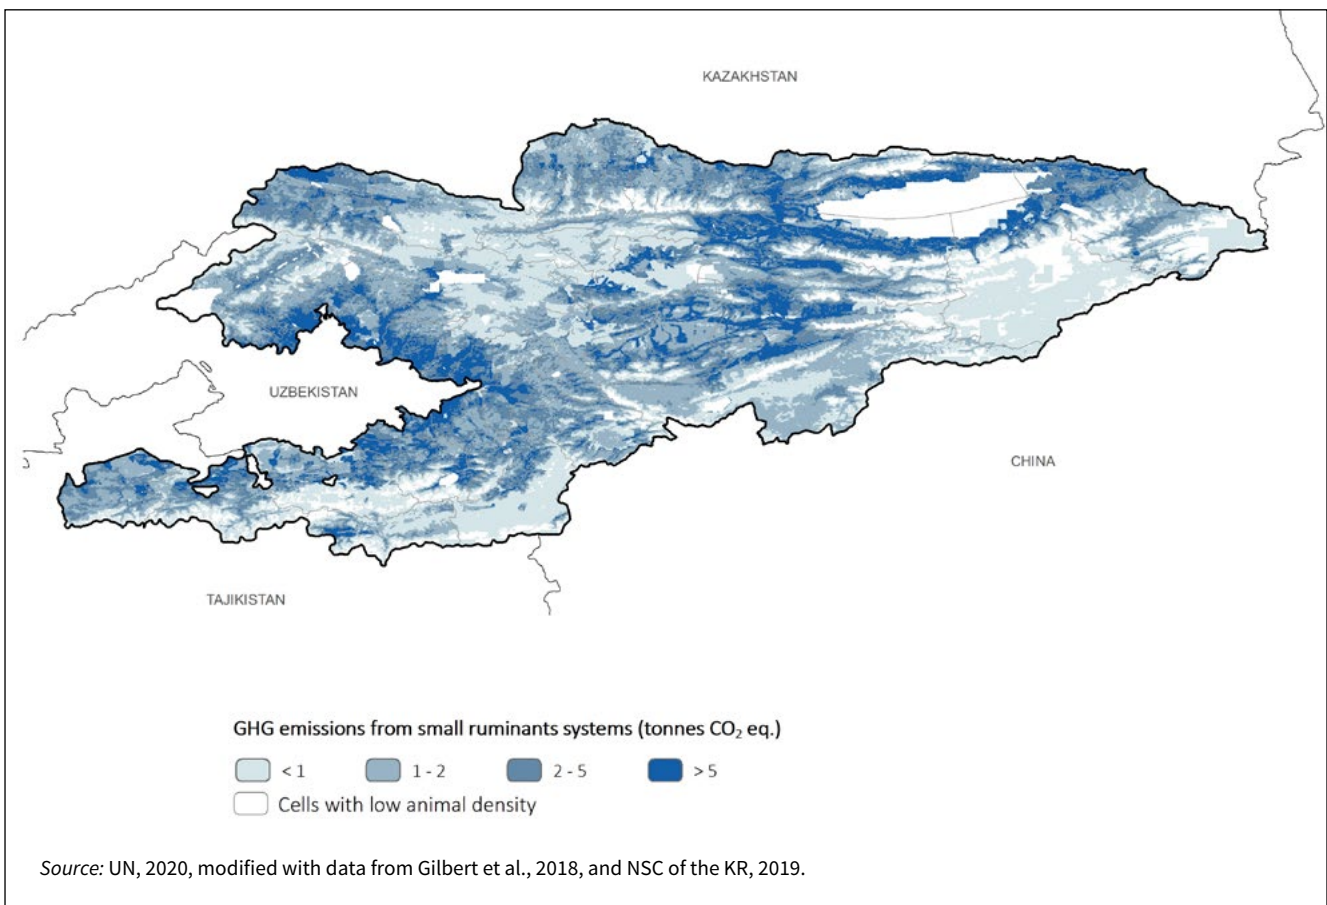 KAZAKHSTAN
UZBEKISTAN
CHINA
TAJIKISTAN
GHG emissions from small ruminants systems (tonnes CO₂ eq.)
< 1
1 - 2
2 - 5
> 5
Cells with low animal density
Source: UN, 2020, modified with data from Gilbert et al., 2018, and NSC of the KR, 2019.